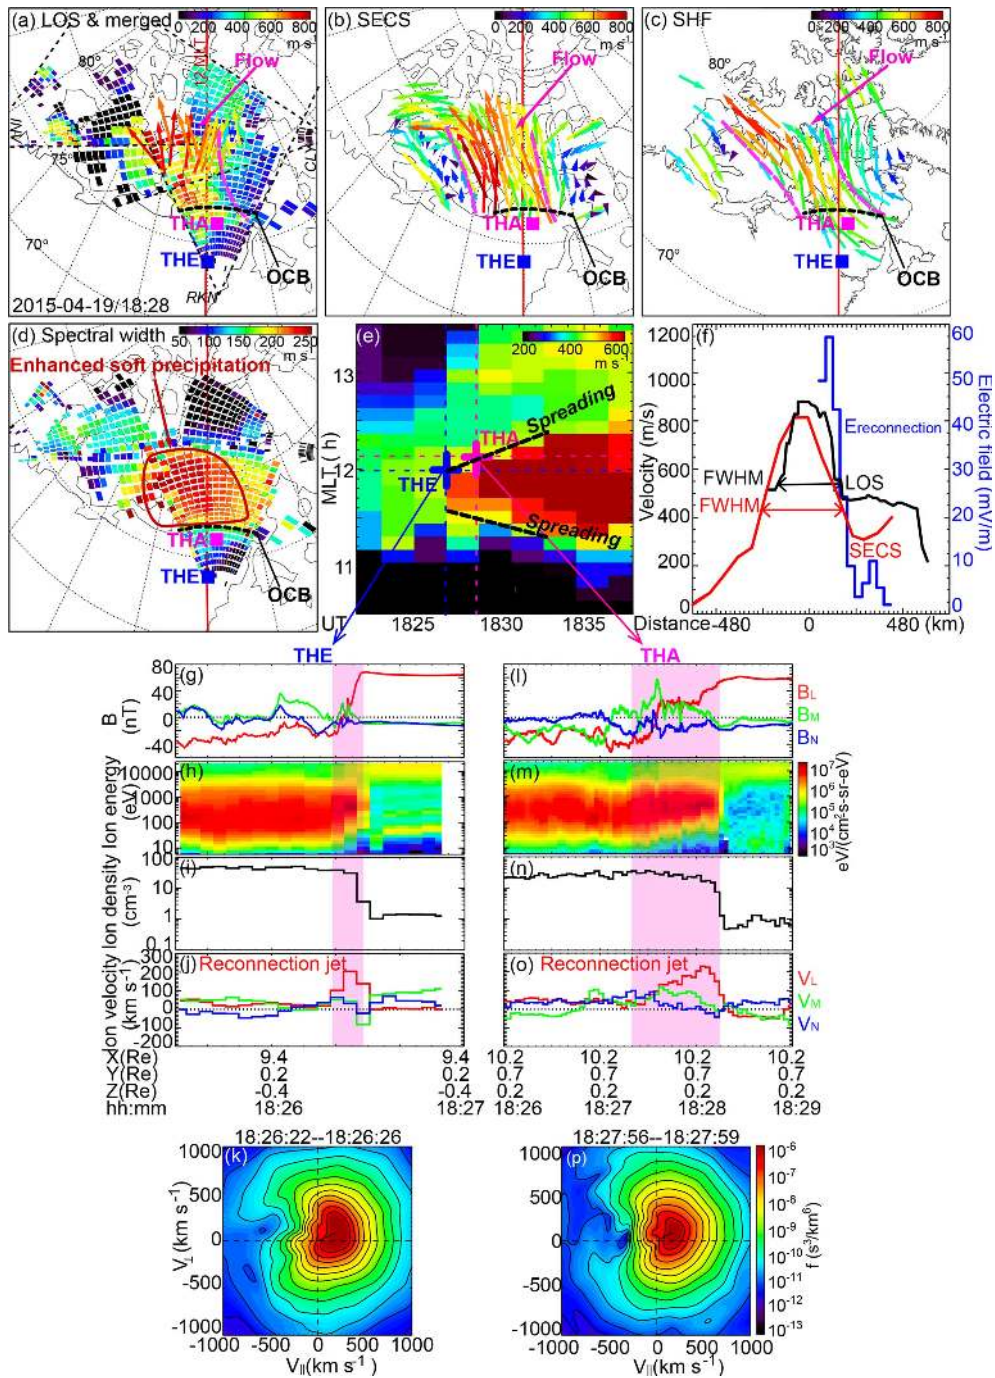 (a) LOS & merged
0 200 400 600 800
m s⁻¹
12 MLT
Flow
80°
75°
70°
INV
CLY
THA
THE
OCB
RKN
2015-04-19/18:28
(b) SECS
0 200 400 600 800
m s⁻¹
Flow
THA
THE
OCB
(c) SHF
0 200 400 600 800
m s⁻¹
Flow
80°
70°
THA
THE
OCB
(d) Spectral width
50 100 150 200 250
m s⁻¹
Enhanced soft precipitation
THA
THE
OCB
(e)
200 400 600
m s⁻¹
13
12
11
MLT (h)
Spreading
THA
THE
Spreading
UT 1825 1830 1835
(f)
1200
1000
800
600
400
200
0
Velocity (m/s)
60
50
40
30
20
10
0
Electric field (mV/m)
Ereconnection
FWHM
LOS
FWHM
SECS
Distance -480 0 480 (km)
THE
THA
(g)
80
40
0
-40
B (nT)
(l)
BL
BM
BN
(h)
10000
1000
100
10
Ion energy (eV)
(m)
10⁷
10⁶
10⁵
10⁴
10³
eV/(cm²-s-sr-eV)
(i)
100
10
1
0.1
Ion density (cm⁻³)
(n)
(j) Reconnection jet
300
200
100
0
-100
-200
Ion velocity (km s⁻¹)
(o) Reconnection jet
VL
VM
VN
X(Re) 9.4 9.4 10.2 10.2 10.2 10.2
Y(Re) 0.2 0.2 0.7 0.7 0.7 0.7
Z(Re) -0.4 -0.4 0.2 0.2 0.2 0.2
hh:mm 18:26 18:27 18:26 18:27 18:28 18:29
18:26:22--18:26:26
(k)
1000
500
0
-500
-1000
V⊥(km s⁻¹)
-1000 -500 0 500 1000
V||(km s⁻¹)
18:27:56--18:27:59
(p)
1000
500
0
-500
-1000
-1000 -500 0 500 1000
V||(km s⁻¹)
10⁻⁶
10⁻⁷
10⁻⁸
10⁻⁹
10⁻¹⁰
10⁻¹¹
10⁻¹²
10⁻¹³
f (s³/km⁶)